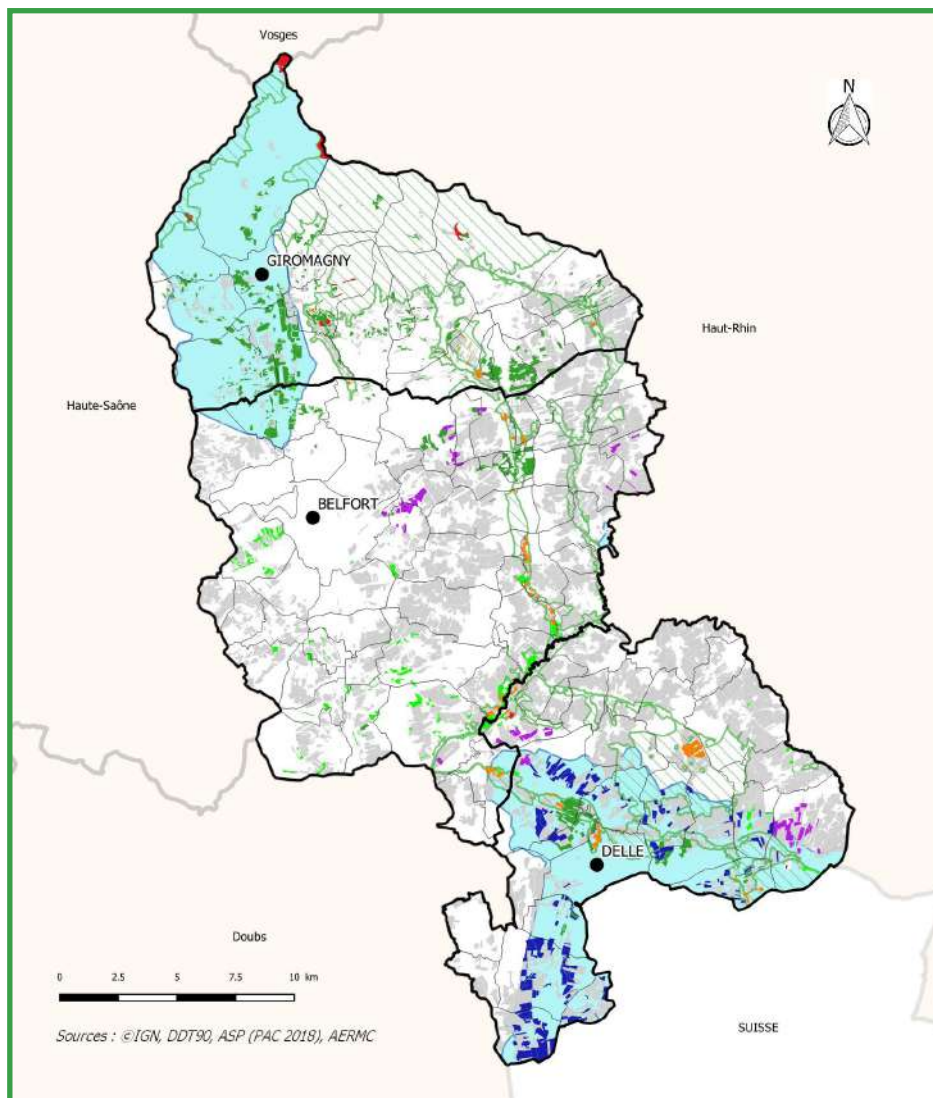 Vosges
N
GIROMAGNY
Haut-Rhin
Haute-Saône
BELFORT
DELLE
Doubs
0 2.5 5 7.5 10 km
SUISSE
Sources : ©IGN, DDT90, ASP (PAC 2018), AERMC